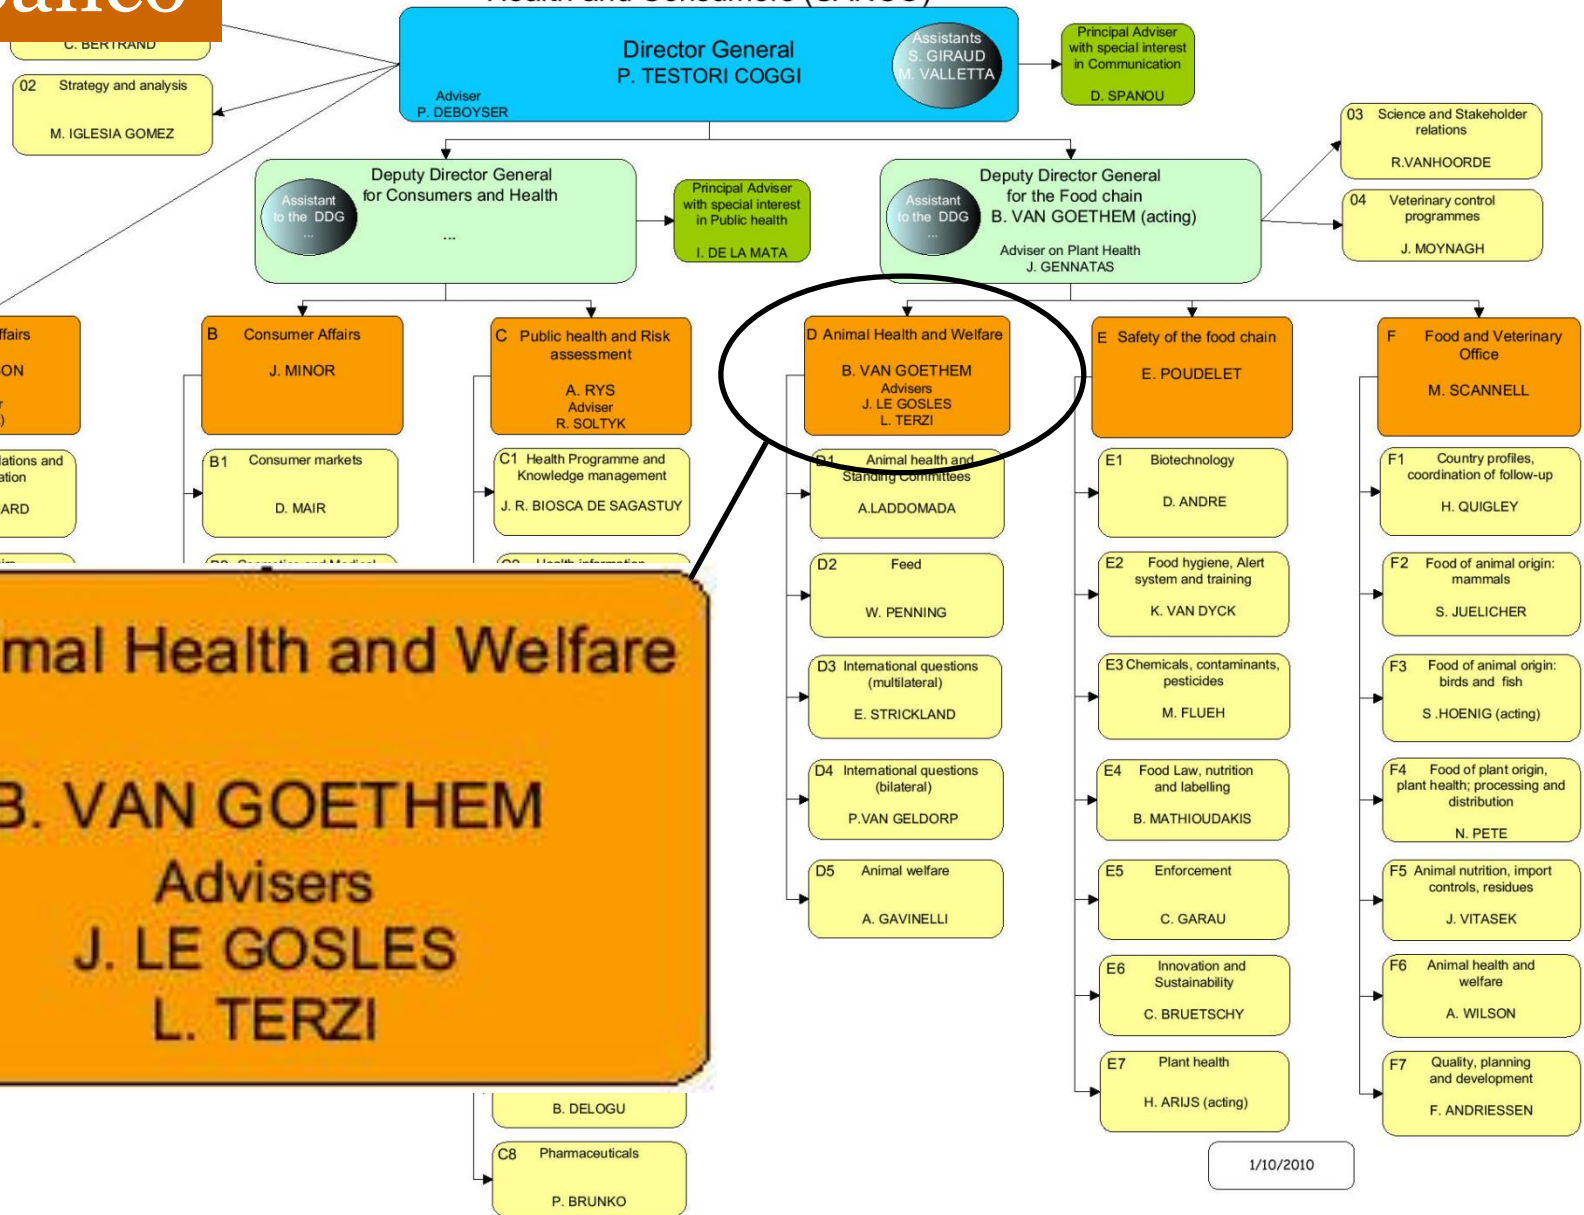 C. BERTRAND
02 Strategy and analysis
M. IGLESIA GOMEZ
Director General
P. TESTORI COGGI
Adviser
P. DEBOYSER
Assistants
S. GIRAUD
M. VALLETTA
Principal Adviser
with special interest
in Communication
D. SPANOU
03 Science and Stakeholder
relations
R.VANHOORDE
04 Veterinary control
programmes
J. MOYNAGH
Deputy Director General
for Consumers and Health
...
Assistant
to the DDG
...
Principal Adviser
with special interest
in Public health
I. DE LA MATA
Deputy Director General
for the Food chain
B. VAN GOETHEM (acting)
Adviser on Plant Health
J. GENNATAS
Assistant
to the DDG
...
B Consumer Affairs
J. MINOR
B1 Consumer markets
D. MAIR
C Public health and Risk
assessment
A. RYS
Adviser
R. SOLTYK
C1 Health Programme and
Knowledge management
J. R. BIOSCA DE SAGASTUY
D Animal Health and Welfare
B. VAN GOETHEM
Advisers
J. LE GOSLES
L. TERZI
D1 Animal health and
Standing Committees
A.LADDOMADA
D2 Feed
W. PENNING
D3 International questions
(multilateral)
E. STRICKLAND
D4 International questions
(bilateral)
P.VAN GELDORP
D5 Animal welfare
A. GAVINELLI
E Safety of the food chain
E. POUDELET
E1 Biotechnology
D. ANDRE
E2 Food hygiene, Alert
system and training
K. VAN DYCK
E3 Chemicals, contaminants,
pesticides
M. FLUEH
E4 Food Law, nutrition
and labelling
B. MATHIOUDAKIS
E5 Enforcement
C. GARAU
E6 Innovation and
Sustainability
C. BRUETSCHY
E7 Plant health
H. ARIJS (acting)
F Food and Veterinary
Office
M. SCANNELL
F1 Country profiles,
coordination of follow-up
H. QUIGLEY
F2 Food of animal origin:
mammals
S. JUELICHER
F3 Food of animal origin:
birds and fish
S .HOENIG (acting)
F4 Food of plant origin,
plant health; processing and
distribution
N. PETE
F5 Animal nutrition, import
controls, residues
J. VITASEK
F6 Animal health and
welfare
A. WILSON
F7 Quality, planning
and development
F. ANDRIESSEN
mal Health and Welfare
B. VAN GOETHEM
Advisers
J. LE GOSLES
L. TERZI
B. DELOGU
C8 Pharmaceuticals
P. BRUNKO
1/10/2010